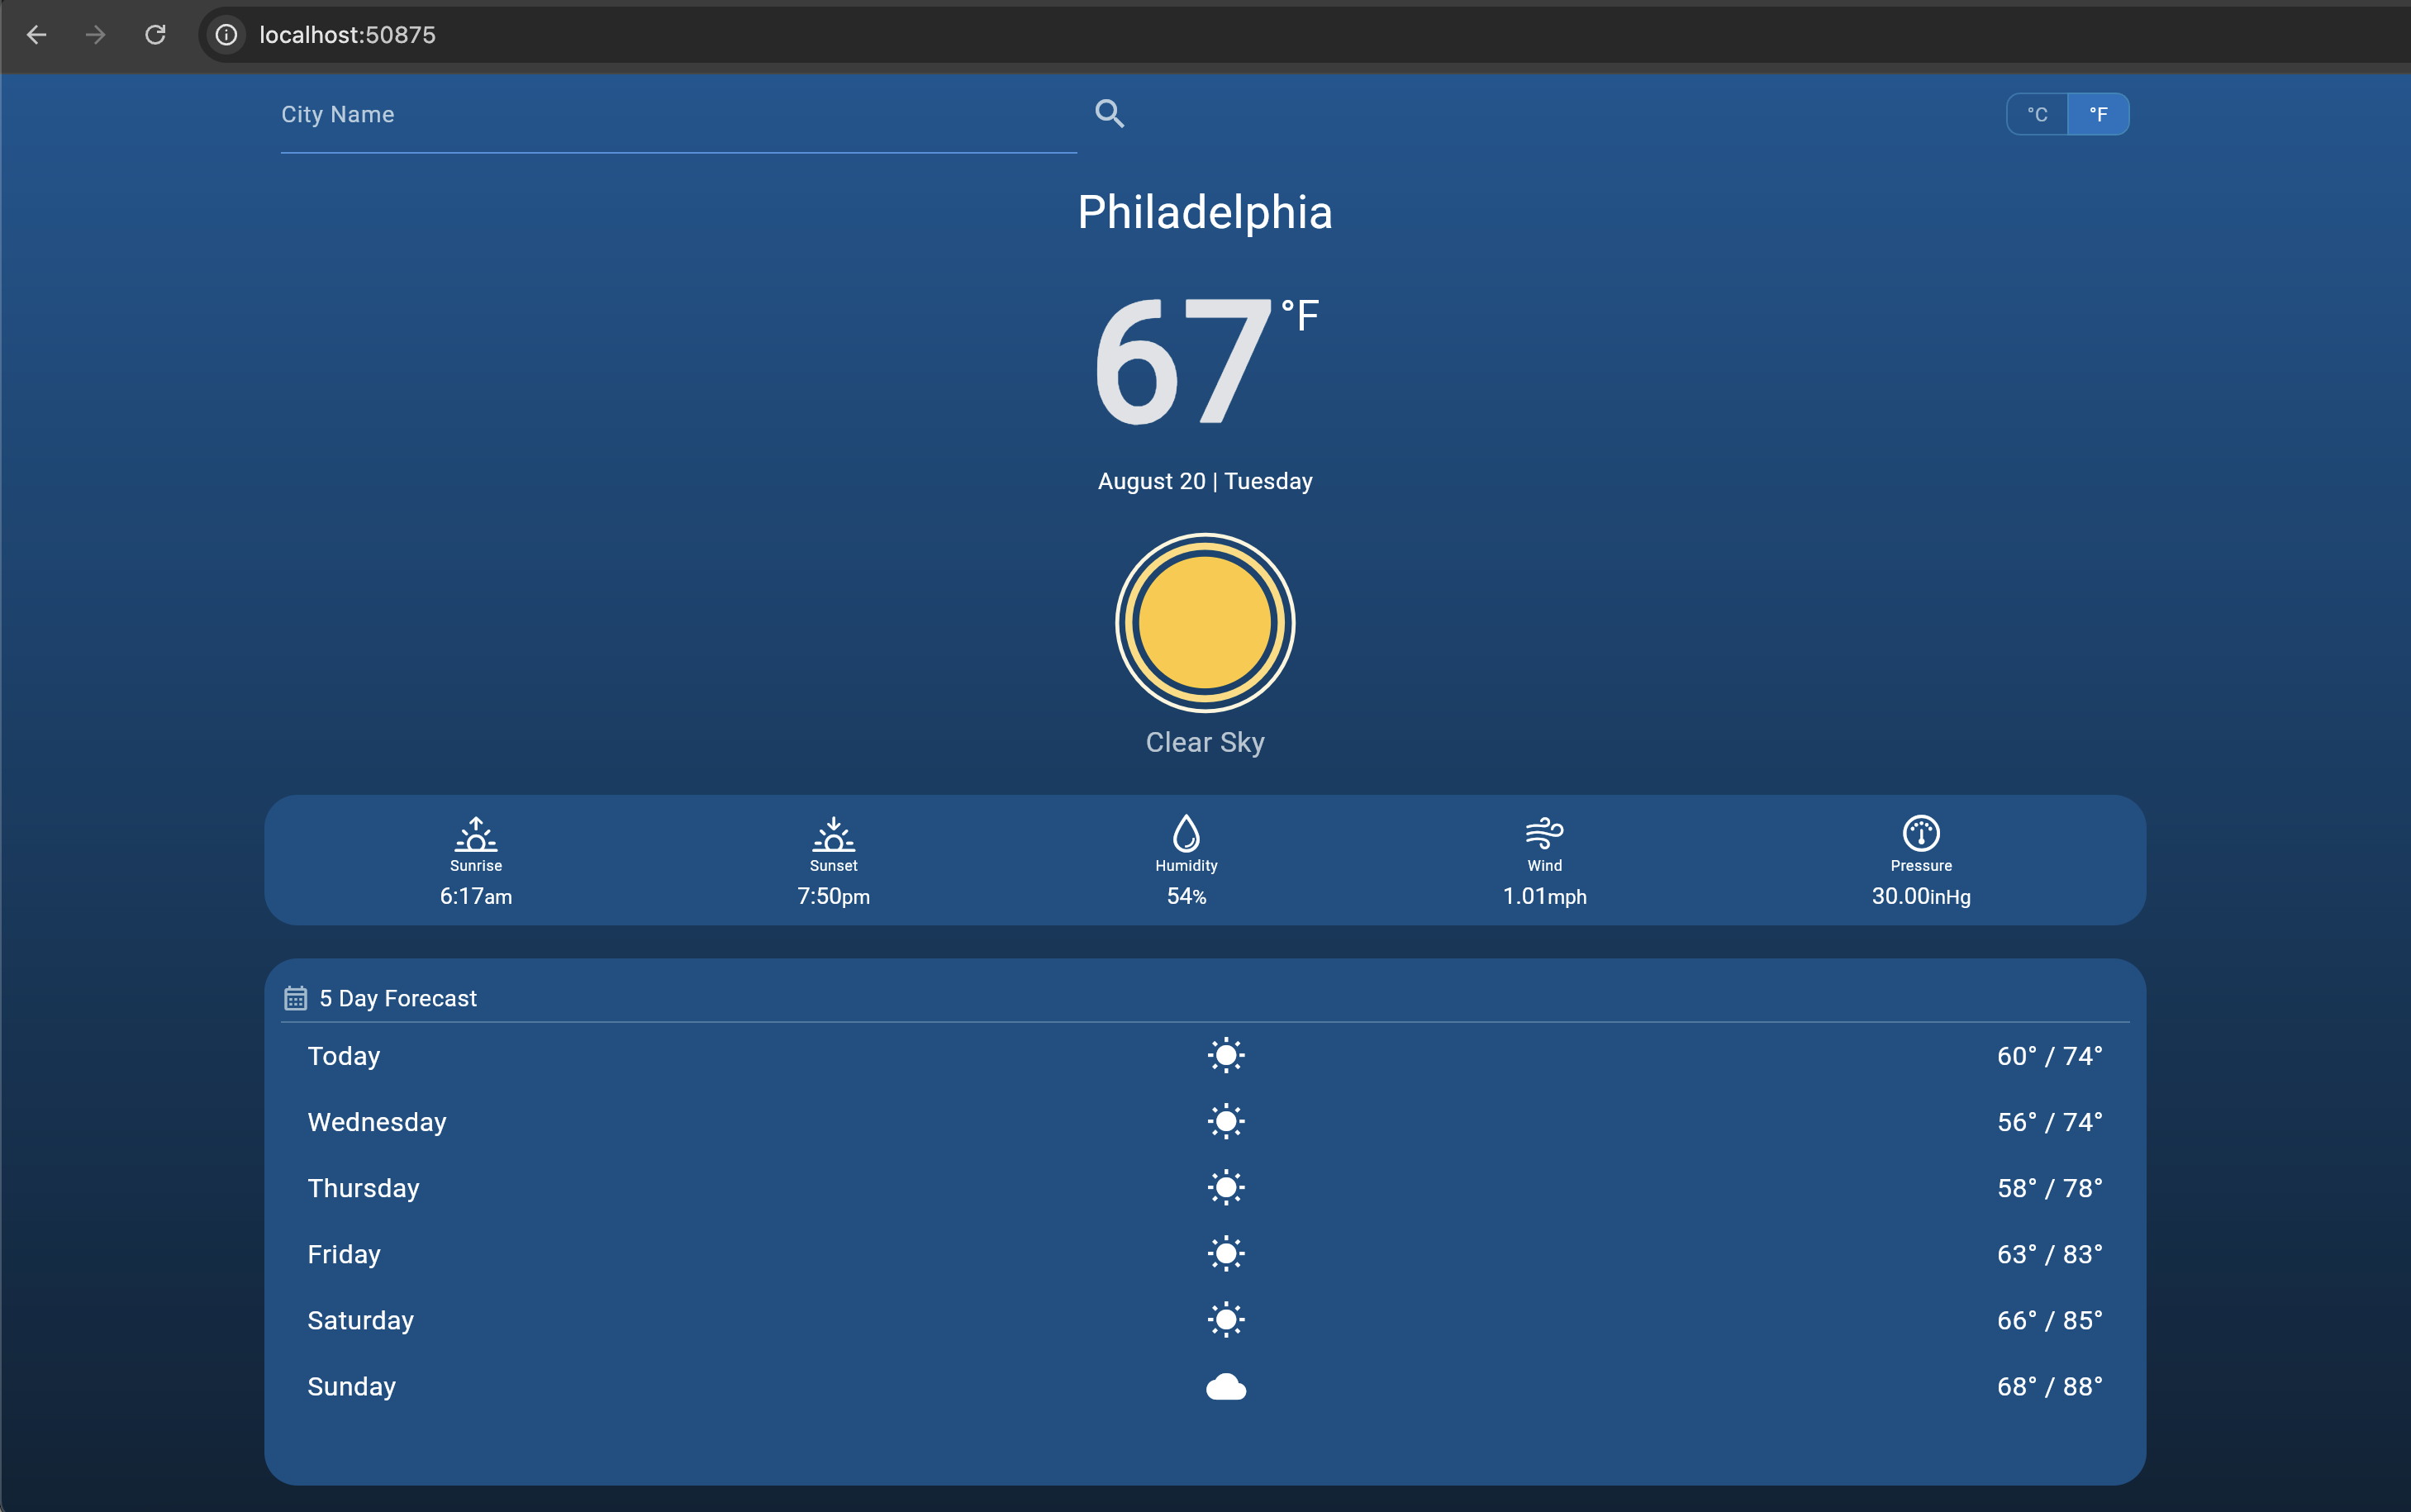 localhost:50875
City Name
°C °F
Philadelphia
67°F
August 20 | Tuesday
Clear Sky
Sunrise Sunset Humidity Wind Pressure
6:17am 7:50pm 54% 1.01mph 30.00inHg
5 Day Forecast
Today 60° / 74°
Wednesday 56° / 74°
Thursday 58° / 78°
Friday 63° / 83°
Saturday 66° / 85°
Sunday 68° / 88°